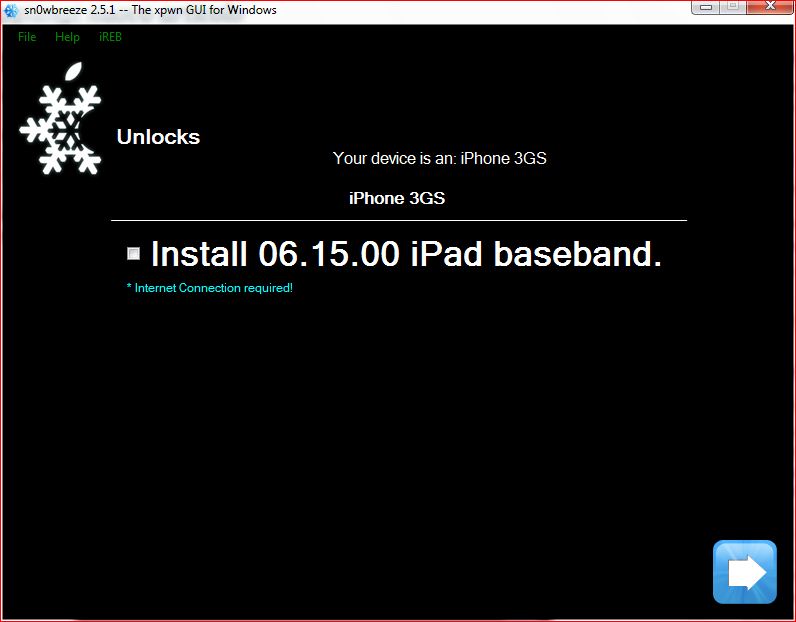 sn0wbreeze 2.5.1 -- The xpwn GUI for Windows
File Help iREB
Unlocks
Your device is an: iPhone 3GS
iPhone 3GS
Install 06.15.00 iPad baseband.
* Internet Connection required!